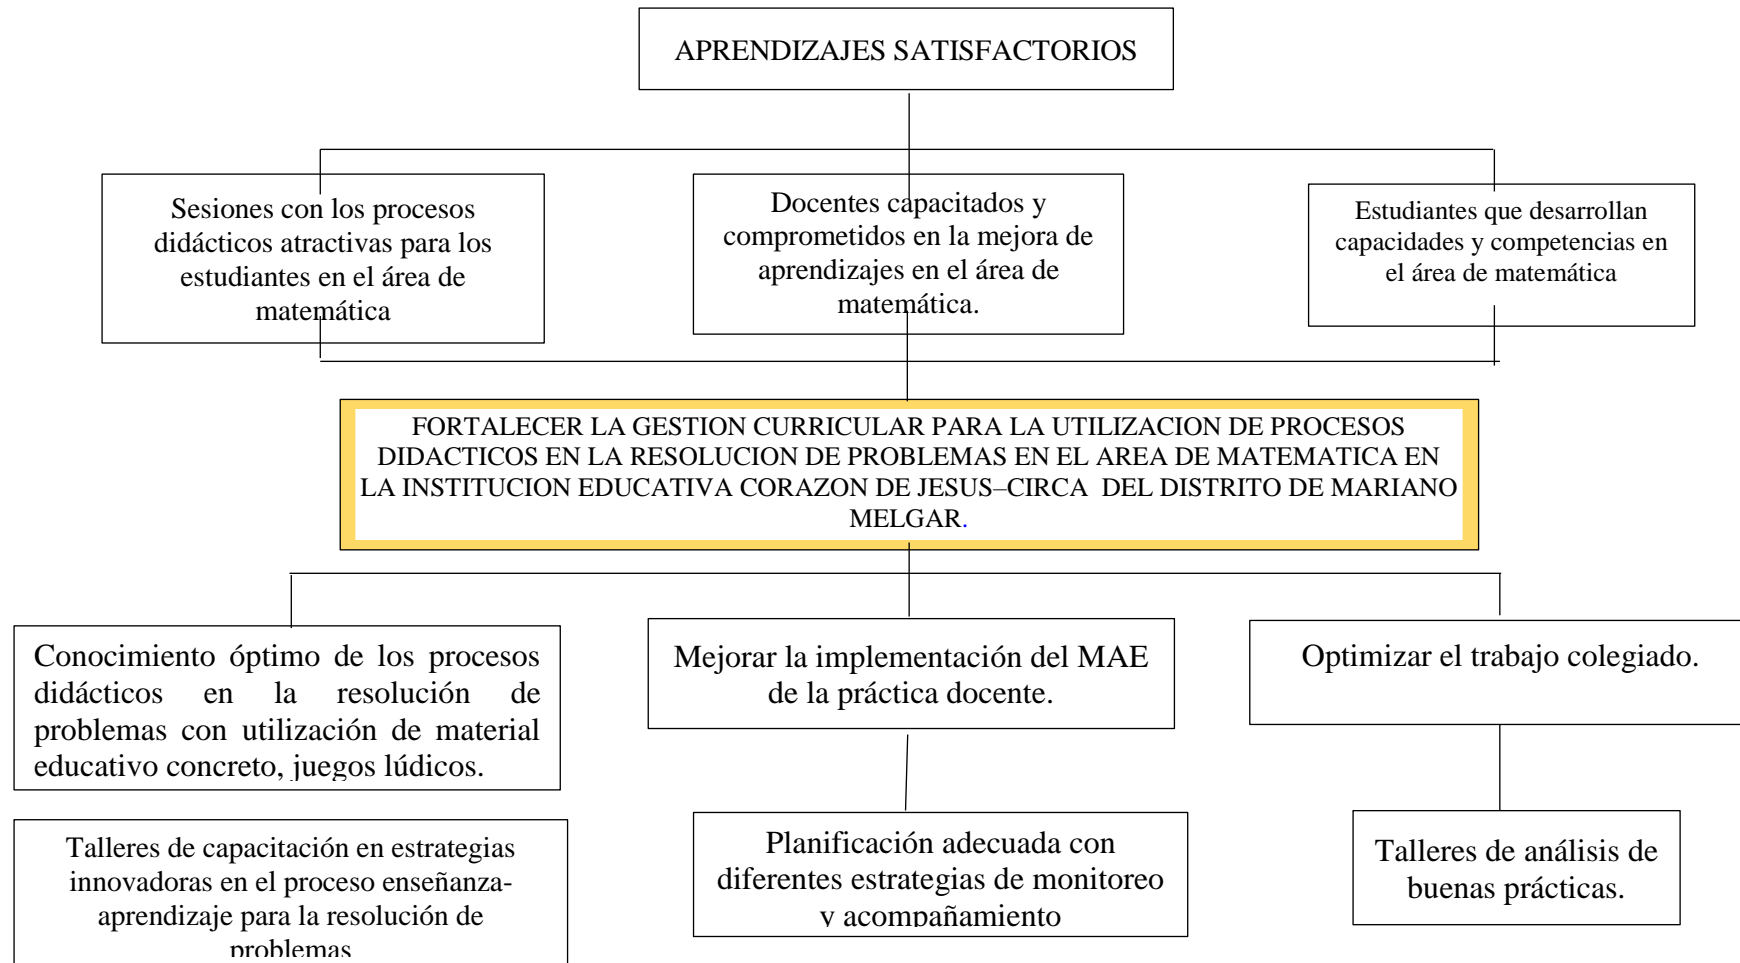 APRENDIZAJES SATISFACTORIOS
Sesiones con los procesos
didácticos atractivas para los
estudiantes en el área de
matemática
Docentes capacitados y
comprometidos en la mejora de
aprendizajes en el área de
matemática.
Estudiantes que desarrollan
capacidades y competencias en
el área de matemática
FORTALECER LA GESTION CURRICULAR PARA LA UTILIZACION DE PROCESOS
DIDACTICOS EN LA RESOLUCION DE PROBLEMAS EN EL AREA DE MATEMATICA EN
LA INSTITUCION EDUCATIVA CORAZON DE JESUS–CIRCA DEL DISTRITO DE MARIANO
MELGAR.
Conocimiento óptimo de los procesos
didácticos en la resolución de
problemas con utilización de material
educativo concreto, juegos lúdicos.
Mejorar la implementación del MAE
de la práctica docente.
Optimizar el trabajo colegiado.
Talleres de capacitación en estrategias
innovadoras en el proceso enseñanza-
aprendizaje para la resolución de
problemas
Planificación adecuada con
diferentes estrategias de monitoreo
y acompañamiento
Talleres de análisis de
buenas prácticas.